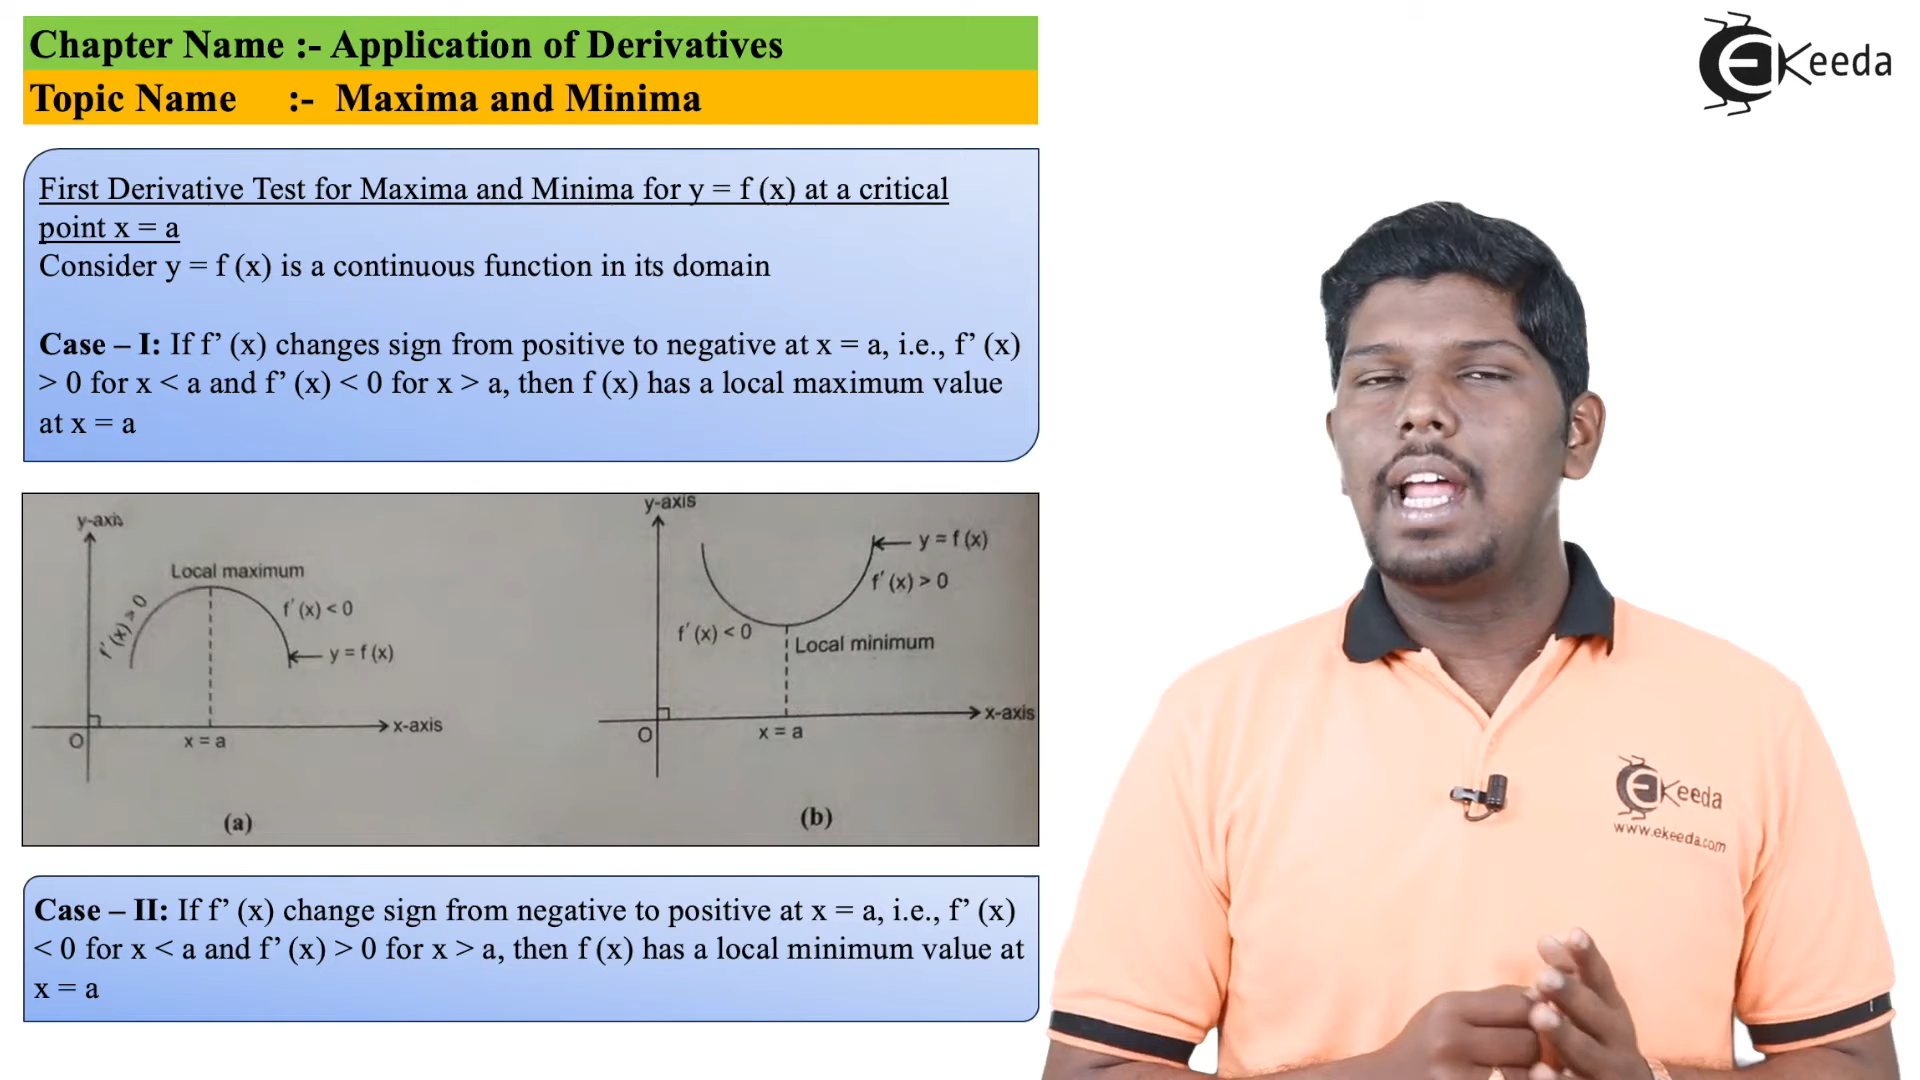 Chapter Name :- Application of Derivatives
Topic Name :- Maxima and Minima
EKeeda
First Derivative Test for Maxima and Minima for y = f (x) at a critical
point x = a
Consider y = f (x) is a continuous function in its domain
Case – I: If f’ (x) changes sign from positive to negative at x = a, i.e., f’ (x)
> 0 for x < a and f’ (x) < 0 for x > a, then f (x) has a local maximum value
at x = a
y-axis
Local maximum
f' (x) > 0
f' (x) < 0
y = f (x)
x-axis
O
x = a
(a)
y-axis
y = f (x)
f' (x) > 0
f' (x) < 0
Local minimum
x-axis
O
x = a
(b)
Case – II: If f’ (x) change sign from negative to positive at x = a, i.e., f’ (x)
< 0 for x < a and f’ (x) > 0 for x > a, then f (x) has a local minimum value at
x = a
EKeeda
www.ekeeda.com